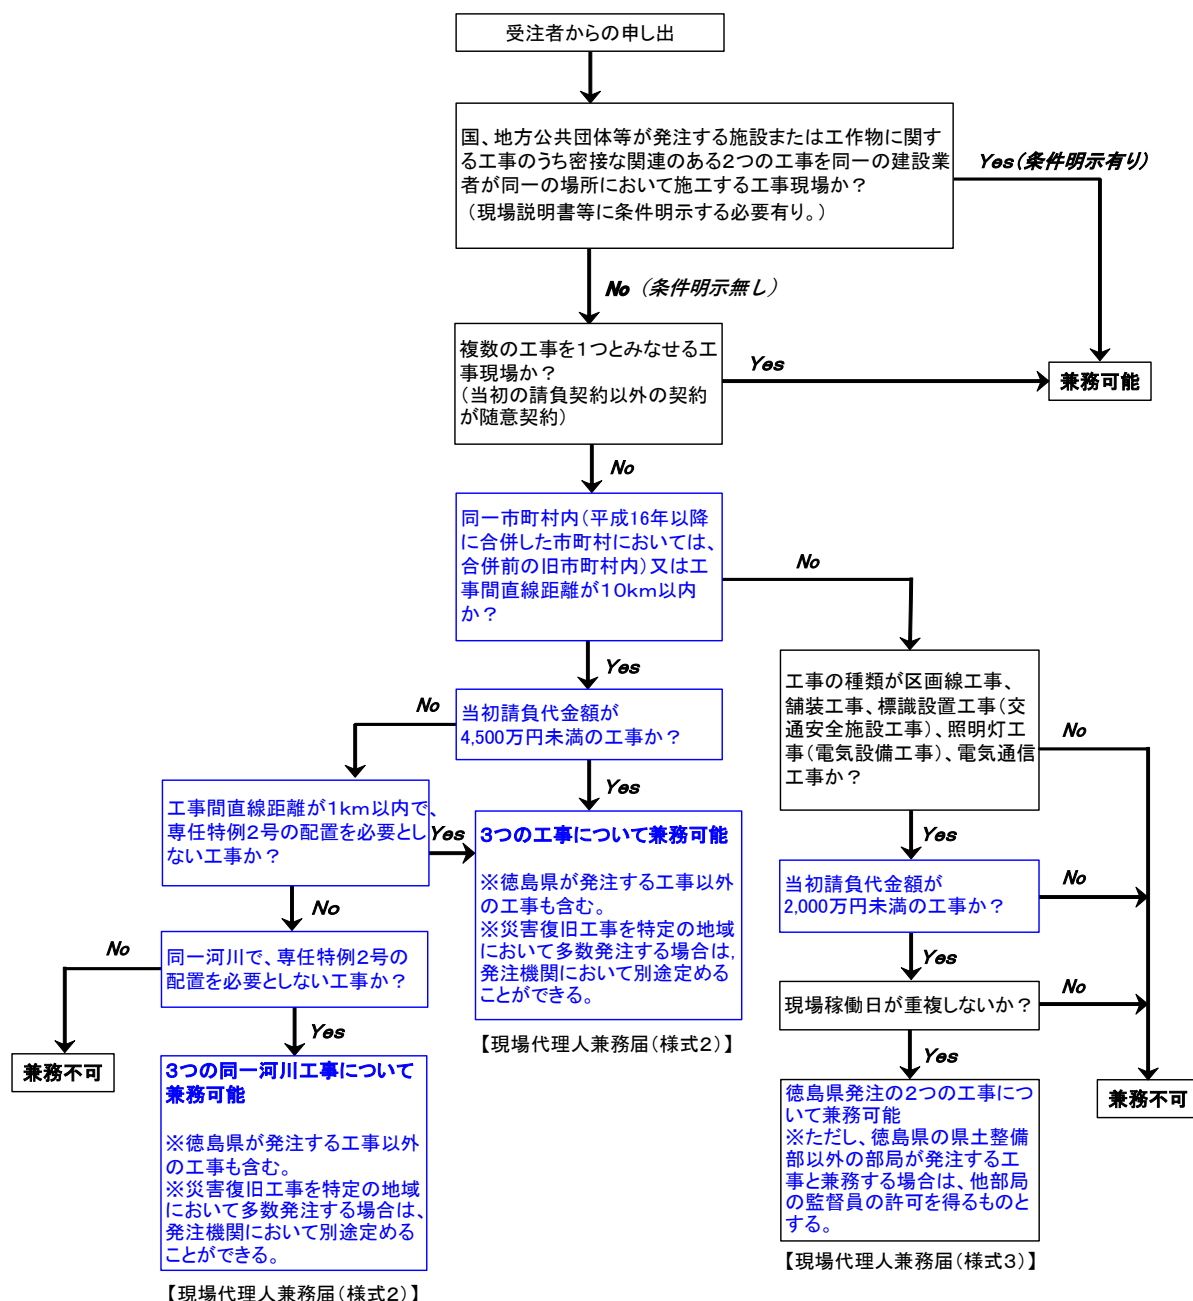 受注者からの申し出
国、地方公共団体等が発注する施設または工作物に関す
る工事のうち密接な関連のある2つの工事を同一の建設業
者が同一の場所において施工する工事現場か？
（現場説明書等に条件明示する必要有り。）
Yes（条件明示有り）
No （条件明示無し）
複数の工事を１つとみなせる工
事現場か？
（当初の請負契約以外の契約
が随意契約）
Yes
兼務可能
No
同一市町村内（平成16年以降
に合併した市町村においては、
合併前の旧市町村内）又は工
事間直線距離が１０ｋｍ以内
か？
No
Yes
当初請負代金額が
4,500万円未満の工事か？
No
Yes
工事の種類が区画線工事、
舗装工事、標識設置工事（交
通安全施設工事）、照明灯工
事（電気設備工事）、電気通信
工事か？
No
Yes
工事間直線距離が１ｋｍ以内で、
専任特例２号の配置を必要とし
ない工事か？
Yes
No
３つの工事について兼務可能
※徳島県が発注する工事以外
の工事も含む。
※災害復旧工事を特定の地域
において多数発注する場合は，
発注機関において別途定める
ことができる。
【現場代理人兼務届（様式２）】
当初請負代金額が
2,000万円未満の工事か？
No
Yes
同一河川で、専任特例２号の
配置を必要としない工事か？
No
Yes
現場稼働日が重複しないか？
No
Yes
兼務不可
３つの同一河川工事について
兼務可能
※徳島県が発注する工事以外
の工事も含む。
※災害復旧工事を特定の地域
において多数発注する場合は、
発注機関において別途定める
ことができる。
【現場代理人兼務届（様式２）】
徳島県発注の２つの工事につ
いて兼務可能
※ただし、徳島県の県土整備
部以外の部局が発注する工
事と兼務する場合は、他部局
の監督員の許可を得るものと
する。
【現場代理人兼務届（様式３）】
兼務不可